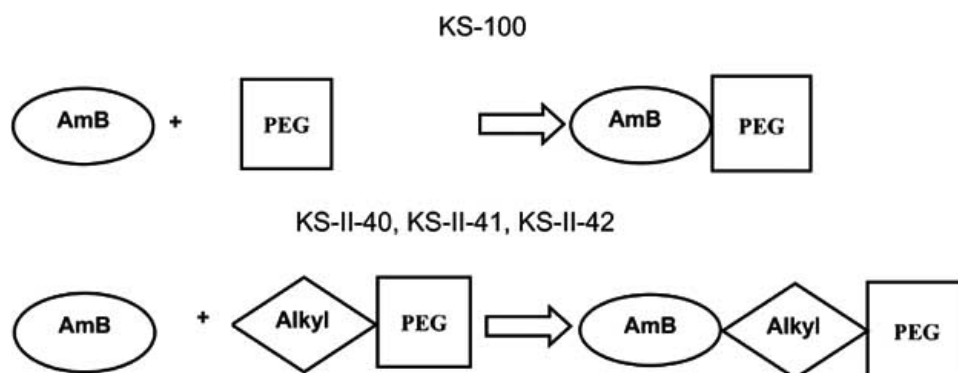 KS-100
AmB + PEG AmB PEG
KS-II-40, KS-II-41, KS-II-42
AmB + Alkyl PEG AmB Alkyl PEG